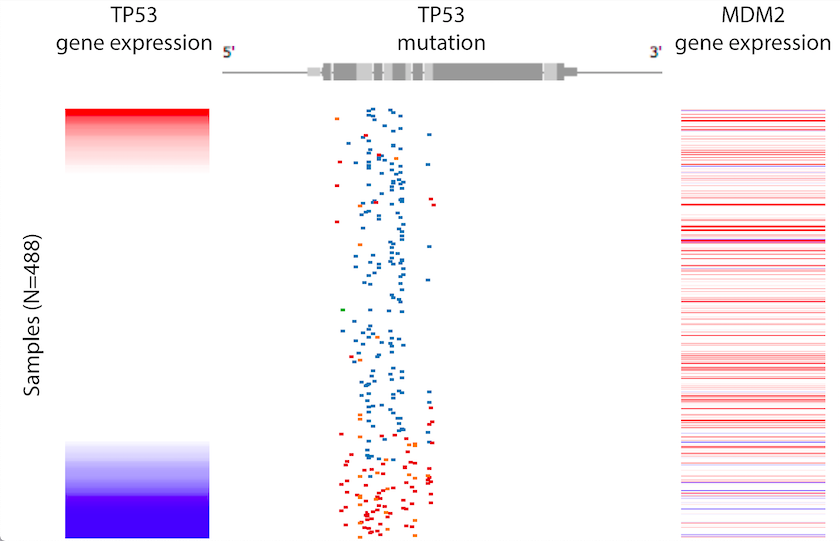 TP53
gene expression
TP53
mutation
MDM2
gene expression
5'
3'
Samples (N=488)